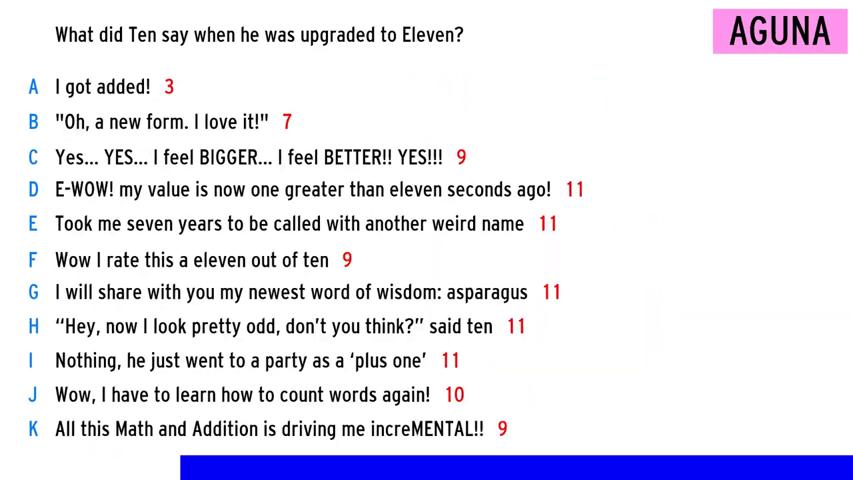 What did Ten say when he was upgraded to Eleven?
AGUNA
A I got added! 3
B "Oh, a new form. I love it!" 7
C Yes... YES... I feel BIGGER... I feel BETTER!! YES!!! 9
D E-WOW! my value is now one greater than eleven seconds ago! 11
E Took me seven years to be called with another weird name 11
F Wow I rate this a eleven out of ten 9
G I will share with you my newest word of wisdom: asparagus 11
H “Hey, now I look pretty odd, don’t you think?” said ten 11
I Nothing, he just went to a party as a ‘plus one’ 11
J Wow, I have to learn how to count words again! 10
K All this Math and Addition is driving me increMENTAL!! 9